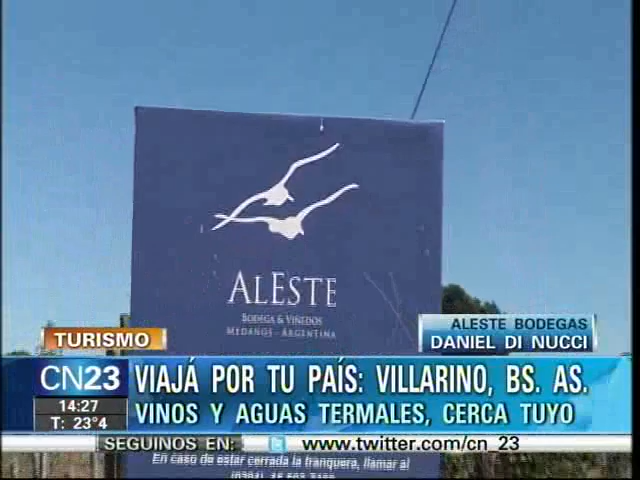 ALESTE
BODEGA & VIÑEDOS
MÉDANOS - ARGENTINA
TURISMO
ALESTE BODEGAS
DANIEL DI NUCCI
CN23
VIAJÁ POR TU PAÍS: VILLARINO, BS. AS.
14:27
T: 23°4
VINOS Y AGUAS TERMALES, CERCA TUYO
SEGUINOS EN:
www.twitter.com/cn_23
En caso de estar cerrada la tranquera, llamar al